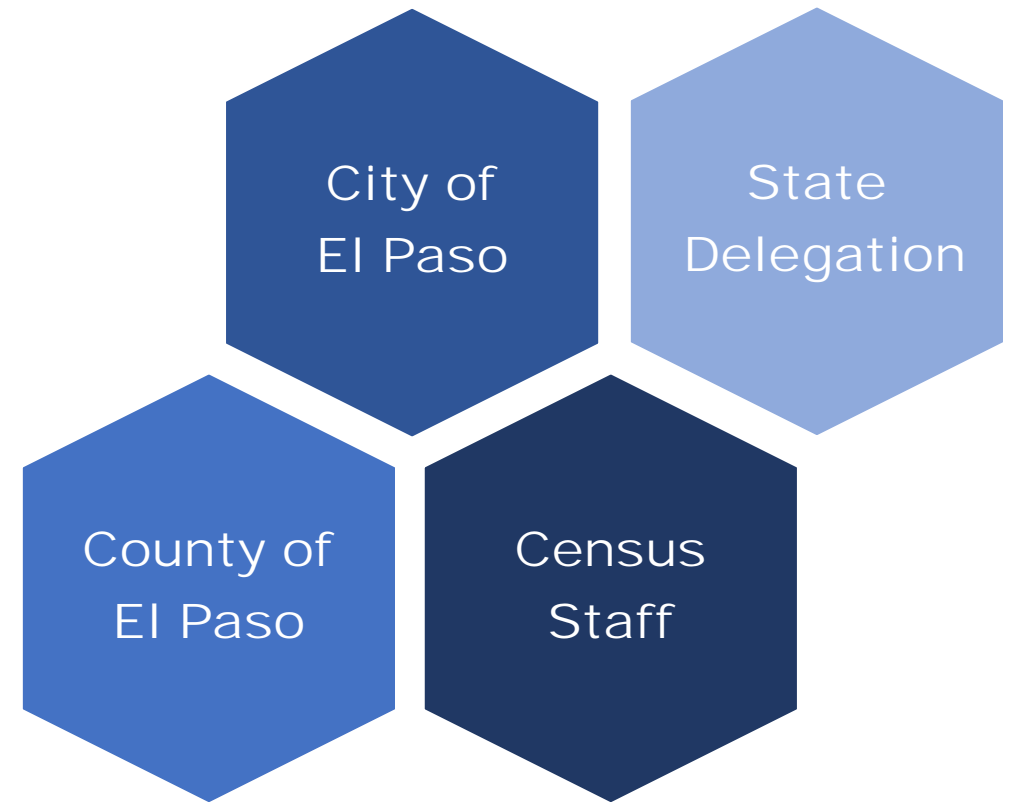 City of
El Paso
State
Delegation
County of
El Paso
Census
Staff